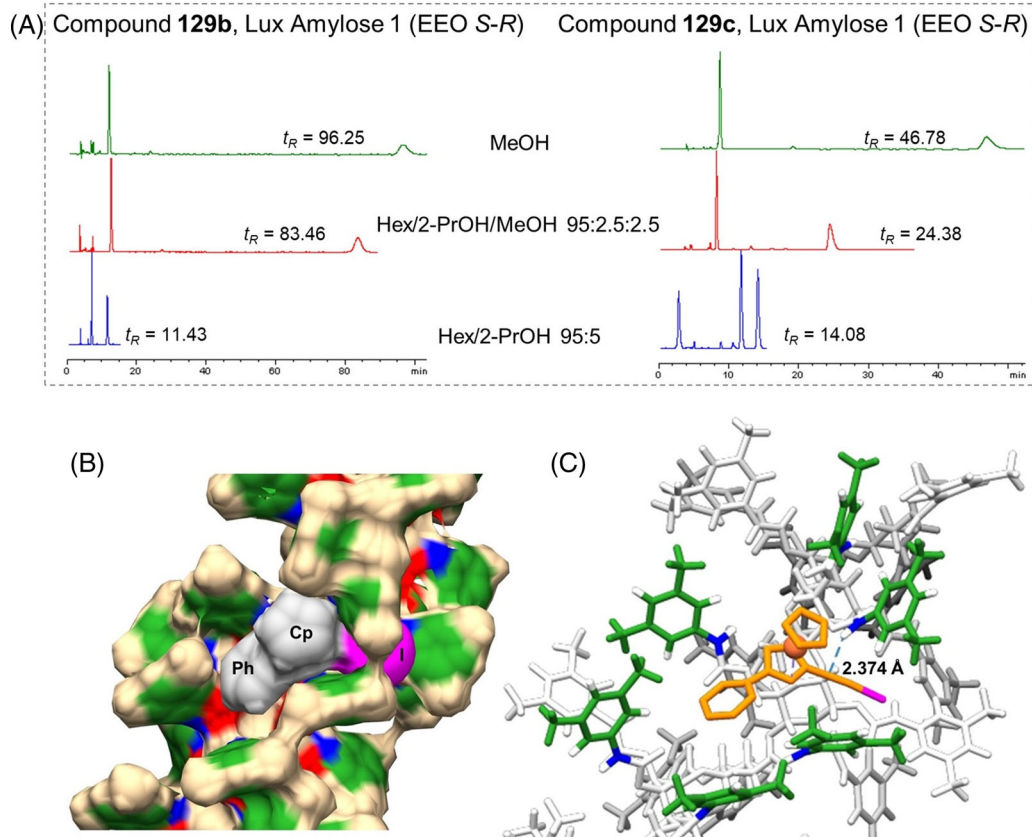 (A) Compound 129b, Lux Amylose 1 (EEO S-R) Compound 129c, Lux Amylose 1 (EEO S-R)
tR = 96.25
MeOH
tR = 46.78
tR = 83.46
Hex/2-PrOH/MeOH 95:2.5:2.5
tR = 24.38
tR = 11.43
Hex/2-PrOH 95:5
tR = 14.08
0 20 40 60 80 min
0 10 20 30 40 min
(B)
Cp
Ph
I
(C)
2.374 Å